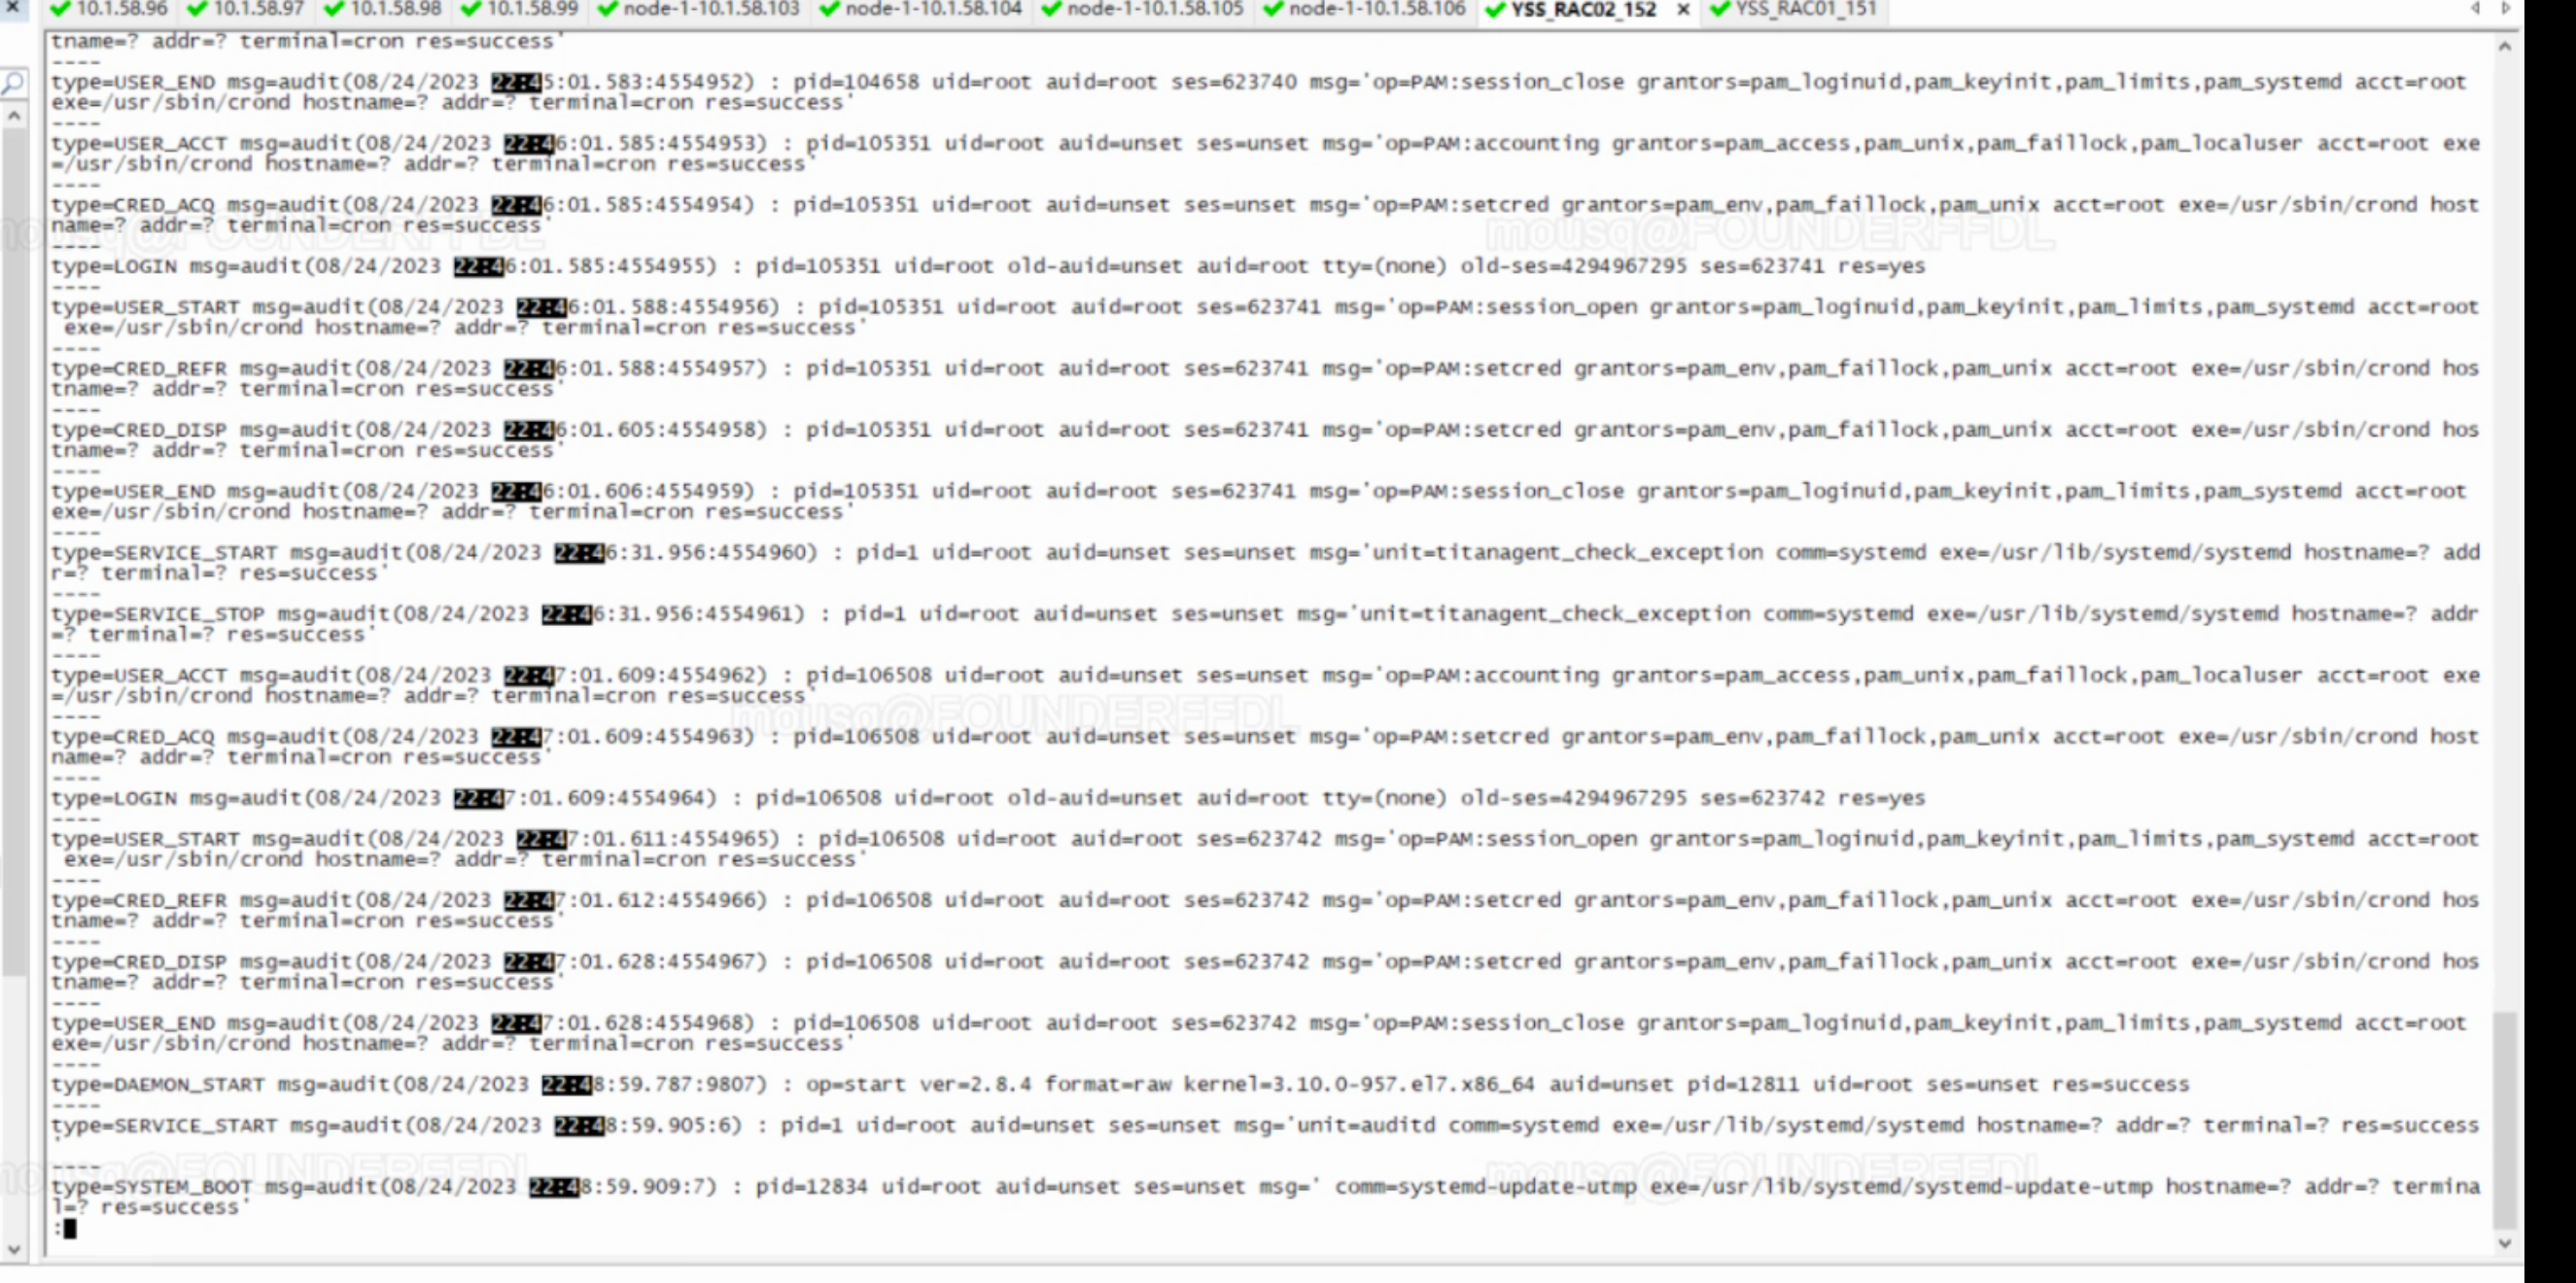 10.1.58.96 10.1.58.97 10.1.58.98 10.1.58.99 node-1-10.1.58.103 node-1-10.1.58.104 node-1-10.1.58.105 node-1-10.1.58.106 YSS_RAC02_152 × YSS_RAC01_151
tname=? addr=? terminal=cron res=success'
----
type=USER_END msg=audit(08/24/2023 22:45:01.583:4554952) : pid=104658 uid=root auid=root ses=623740 msg='op=PAM:session_close grantors=pam_loginuid,pam_keyinit,pam_limits,pam_systemd acct=root
exe=/usr/sbin/crond hostname=? addr=? terminal=cron res=success'
----
type=USER_ACCT msg=audit(08/24/2023 22:46:01.585:4554953) : pid=105351 uid=root auid=unset ses=unset msg='op=PAM:accounting grantors=pam_access,pam_unix,pam_faillock,pam_localuser acct=root exe
=/usr/sbin/crond hostname=? addr=? terminal=cron res=success'
----
type=CRED_ACQ msg=audit(08/24/2023 22:46:01.585:4554954) : pid=105351 uid=root auid=unset ses=unset msg='op=PAM:setcred grantors=pam_env,pam_faillock,pam_unix acct=root exe=/usr/sbin/crond host
name=? addr=? terminal=cron res=success'
mousq@FOUNDERFFDL
----
type=LOGIN msg=audit(08/24/2023 22:46:01.585:4554955) : pid=105351 uid=root old-auid=unset auid=root tty=(none) old-ses=4294967295 ses=623741 res=yes
----
type=USER_START msg=audit(08/24/2023 22:46:01.588:4554956) : pid=105351 uid=root auid=root ses=623741 msg='op=PAM:session_open grantors=pam_loginuid,pam_keyinit,pam_limits,pam_systemd acct=root
exe=/usr/sbin/crond hostname=? addr=? terminal=cron res=success'
----
type=CRED_REFR msg=audit(08/24/2023 22:46:01.588:4554957) : pid=105351 uid=root auid=root ses=623741 msg='op=PAM:setcred grantors=pam_env,pam_faillock,pam_unix acct=root exe=/usr/sbin/crond hos
tname=? addr=? terminal=cron res=success'
----
type=CRED_DISP msg=audit(08/24/2023 22:46:01.605:4554958) : pid=105351 uid=root auid=root ses=623741 msg='op=PAM:setcred grantors=pam_env,pam_faillock,pam_unix acct=root exe=/usr/sbin/crond hos
tname=? addr=? terminal=cron res=success'
----
type=USER_END msg=audit(08/24/2023 22:46:01.606:4554959) : pid=105351 uid=root auid=root ses=623741 msg='op=PAM:session_close grantors=pam_loginuid,pam_keyinit,pam_limits,pam_systemd acct=root
exe=/usr/sbin/crond hostname=? addr=? terminal=cron res=success'
----
type=SERVICE_START msg=audit(08/24/2023 22:46:31.956:4554960) : pid=1 uid=root auid=unset ses=unset msg='unit=titanagent_check_exception comm=systemd exe=/usr/lib/systemd/systemd hostname=? add
r=? terminal=? res=success'
----
type=SERVICE_STOP msg=audit(08/24/2023 22:46:31.956:4554961) : pid=1 uid=root auid=unset ses=unset msg='unit=titanagent_check_exception comm=systemd exe=/usr/lib/systemd/systemd hostname=? addr
=? terminal=? res=success'
----
type=USER_ACCT msg=audit(08/24/2023 22:47:01.609:4554962) : pid=106508 uid=root auid=unset ses=unset msg='op=PAM:accounting grantors=pam_access,pam_unix,pam_faillock,pam_localuser acct=root exe
=/usr/sbin/crond hostname=? addr=? terminal=cron res=success'
mousq@FOUNDERFFDL
----
type=CRED_ACQ msg=audit(08/24/2023 22:47:01.609:4554963) : pid=106508 uid=root auid=unset ses=unset msg='op=PAM:setcred grantors=pam_env,pam_faillock,pam_unix acct=root exe=/usr/sbin/crond host
name=? addr=? terminal=cron res=success'
----
type=LOGIN msg=audit(08/24/2023 22:47:01.609:4554964) : pid=106508 uid=root old-auid=unset auid=root tty=(none) old-ses=4294967295 ses=623742 res=yes
----
type=USER_START msg=audit(08/24/2023 22:47:01.611:4554965) : pid=106508 uid=root auid=root ses=623742 msg='op=PAM:session_open grantors=pam_loginuid,pam_keyinit,pam_limits,pam_systemd acct=root
exe=/usr/sbin/crond hostname=? addr=? terminal=cron res=success'
----
type=CRED_REFR msg=audit(08/24/2023 22:47:01.612:4554966) : pid=106508 uid=root auid=root ses=623742 msg='op=PAM:setcred grantors=pam_env,pam_faillock,pam_unix acct=root exe=/usr/sbin/crond hos
tname=? addr=? terminal=cron res=success'
----
type=CRED_DISP msg=audit(08/24/2023 22:47:01.628:4554967) : pid=106508 uid=root auid=root ses=623742 msg='op=PAM:setcred grantors=pam_env,pam_faillock,pam_unix acct=root exe=/usr/sbin/crond hos
tname=? addr=? terminal=cron res=success'
----
type=USER_END msg=audit(08/24/2023 22:47:01.628:4554968) : pid=106508 uid=root auid=root ses=623742 msg='op=PAM:session_close grantors=pam_loginuid,pam_keyinit,pam_limits,pam_systemd acct=root
exe=/usr/sbin/crond hostname=? addr=? terminal=cron res=success'
----
type=DAEMON_START msg=audit(08/24/2023 22:48:59.787:9807) : op=start ver=2.8.4 format=raw kernel=3.10.0-957.el7.x86_64 auid=unset pid=12811 uid=root ses=unset res=success
----
type=SERVICE_START msg=audit(08/24/2023 22:48:59.905:6) : pid=1 uid=root auid=unset ses=unset msg='unit=auditd comm=systemd exe=/usr/lib/systemd/systemd hostname=? addr=? terminal=? res=success
'
----
mousq@FOUNDERFFDL
type=SYSTEM_BOOT msg=audit(08/24/2023 22:48:59.909:7) : pid=12834 uid=root auid=unset ses=unset msg=' comm=systemd-update-utmp exe=/usr/lib/systemd/systemd-update-utmp hostname=? addr=? termina
l=? res=success'
: